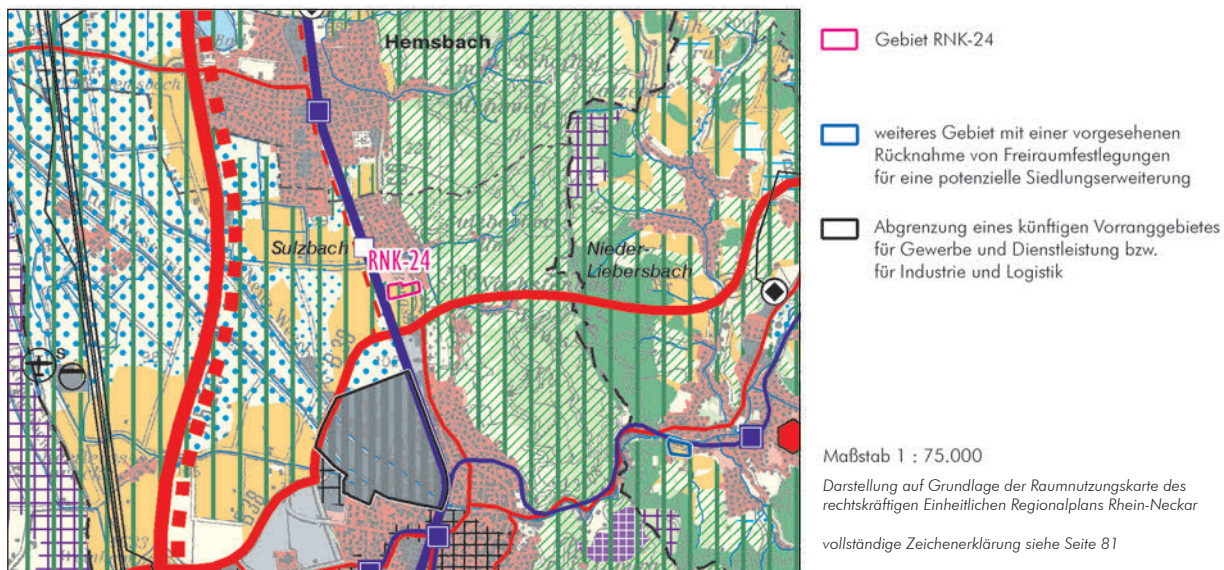 Hemsbach
Sulzbach
RNK-24
Nieder-
Liebersbach
S
Gebiet RNK-24
weiteres Gebiet mit einer vorgesehenen
Rücknahme von Freiraumfestlegungen
für eine potenzielle Siedlungserweiterung
Abgrenzung eines künftigen Vorranggebietes
für Gewerbe und Dienstleistung bzw.
für Industrie und Logistik
Maßstab 1 : 75.000
Darstellung auf Grundlage der Raumnutzungskarte des
rechtskräftigen Einheitlichen Regionalplans Rhein-Neckar
vollständige Zeichenerklärung siehe Seite 81